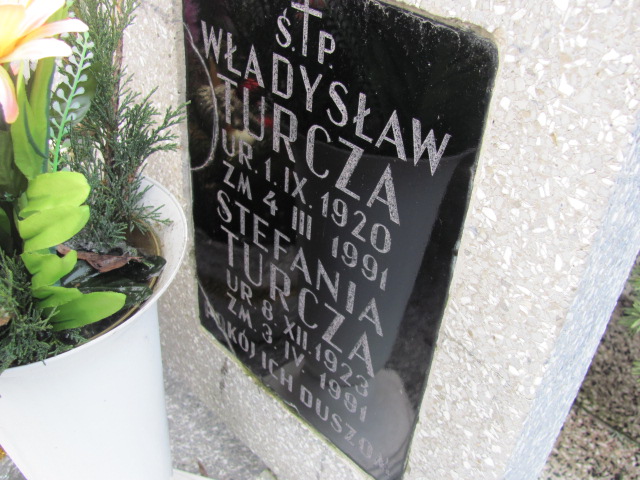 Ś.†P.
WŁADYSŁAW
TURCZA
UR. 1. IX. 1920
ZM 4 III 1991
STEFANIA
TURCZA
UR. 8. XII. 1923
ZM. 3. IV 1991
POKÓJ ICH DUSZOM